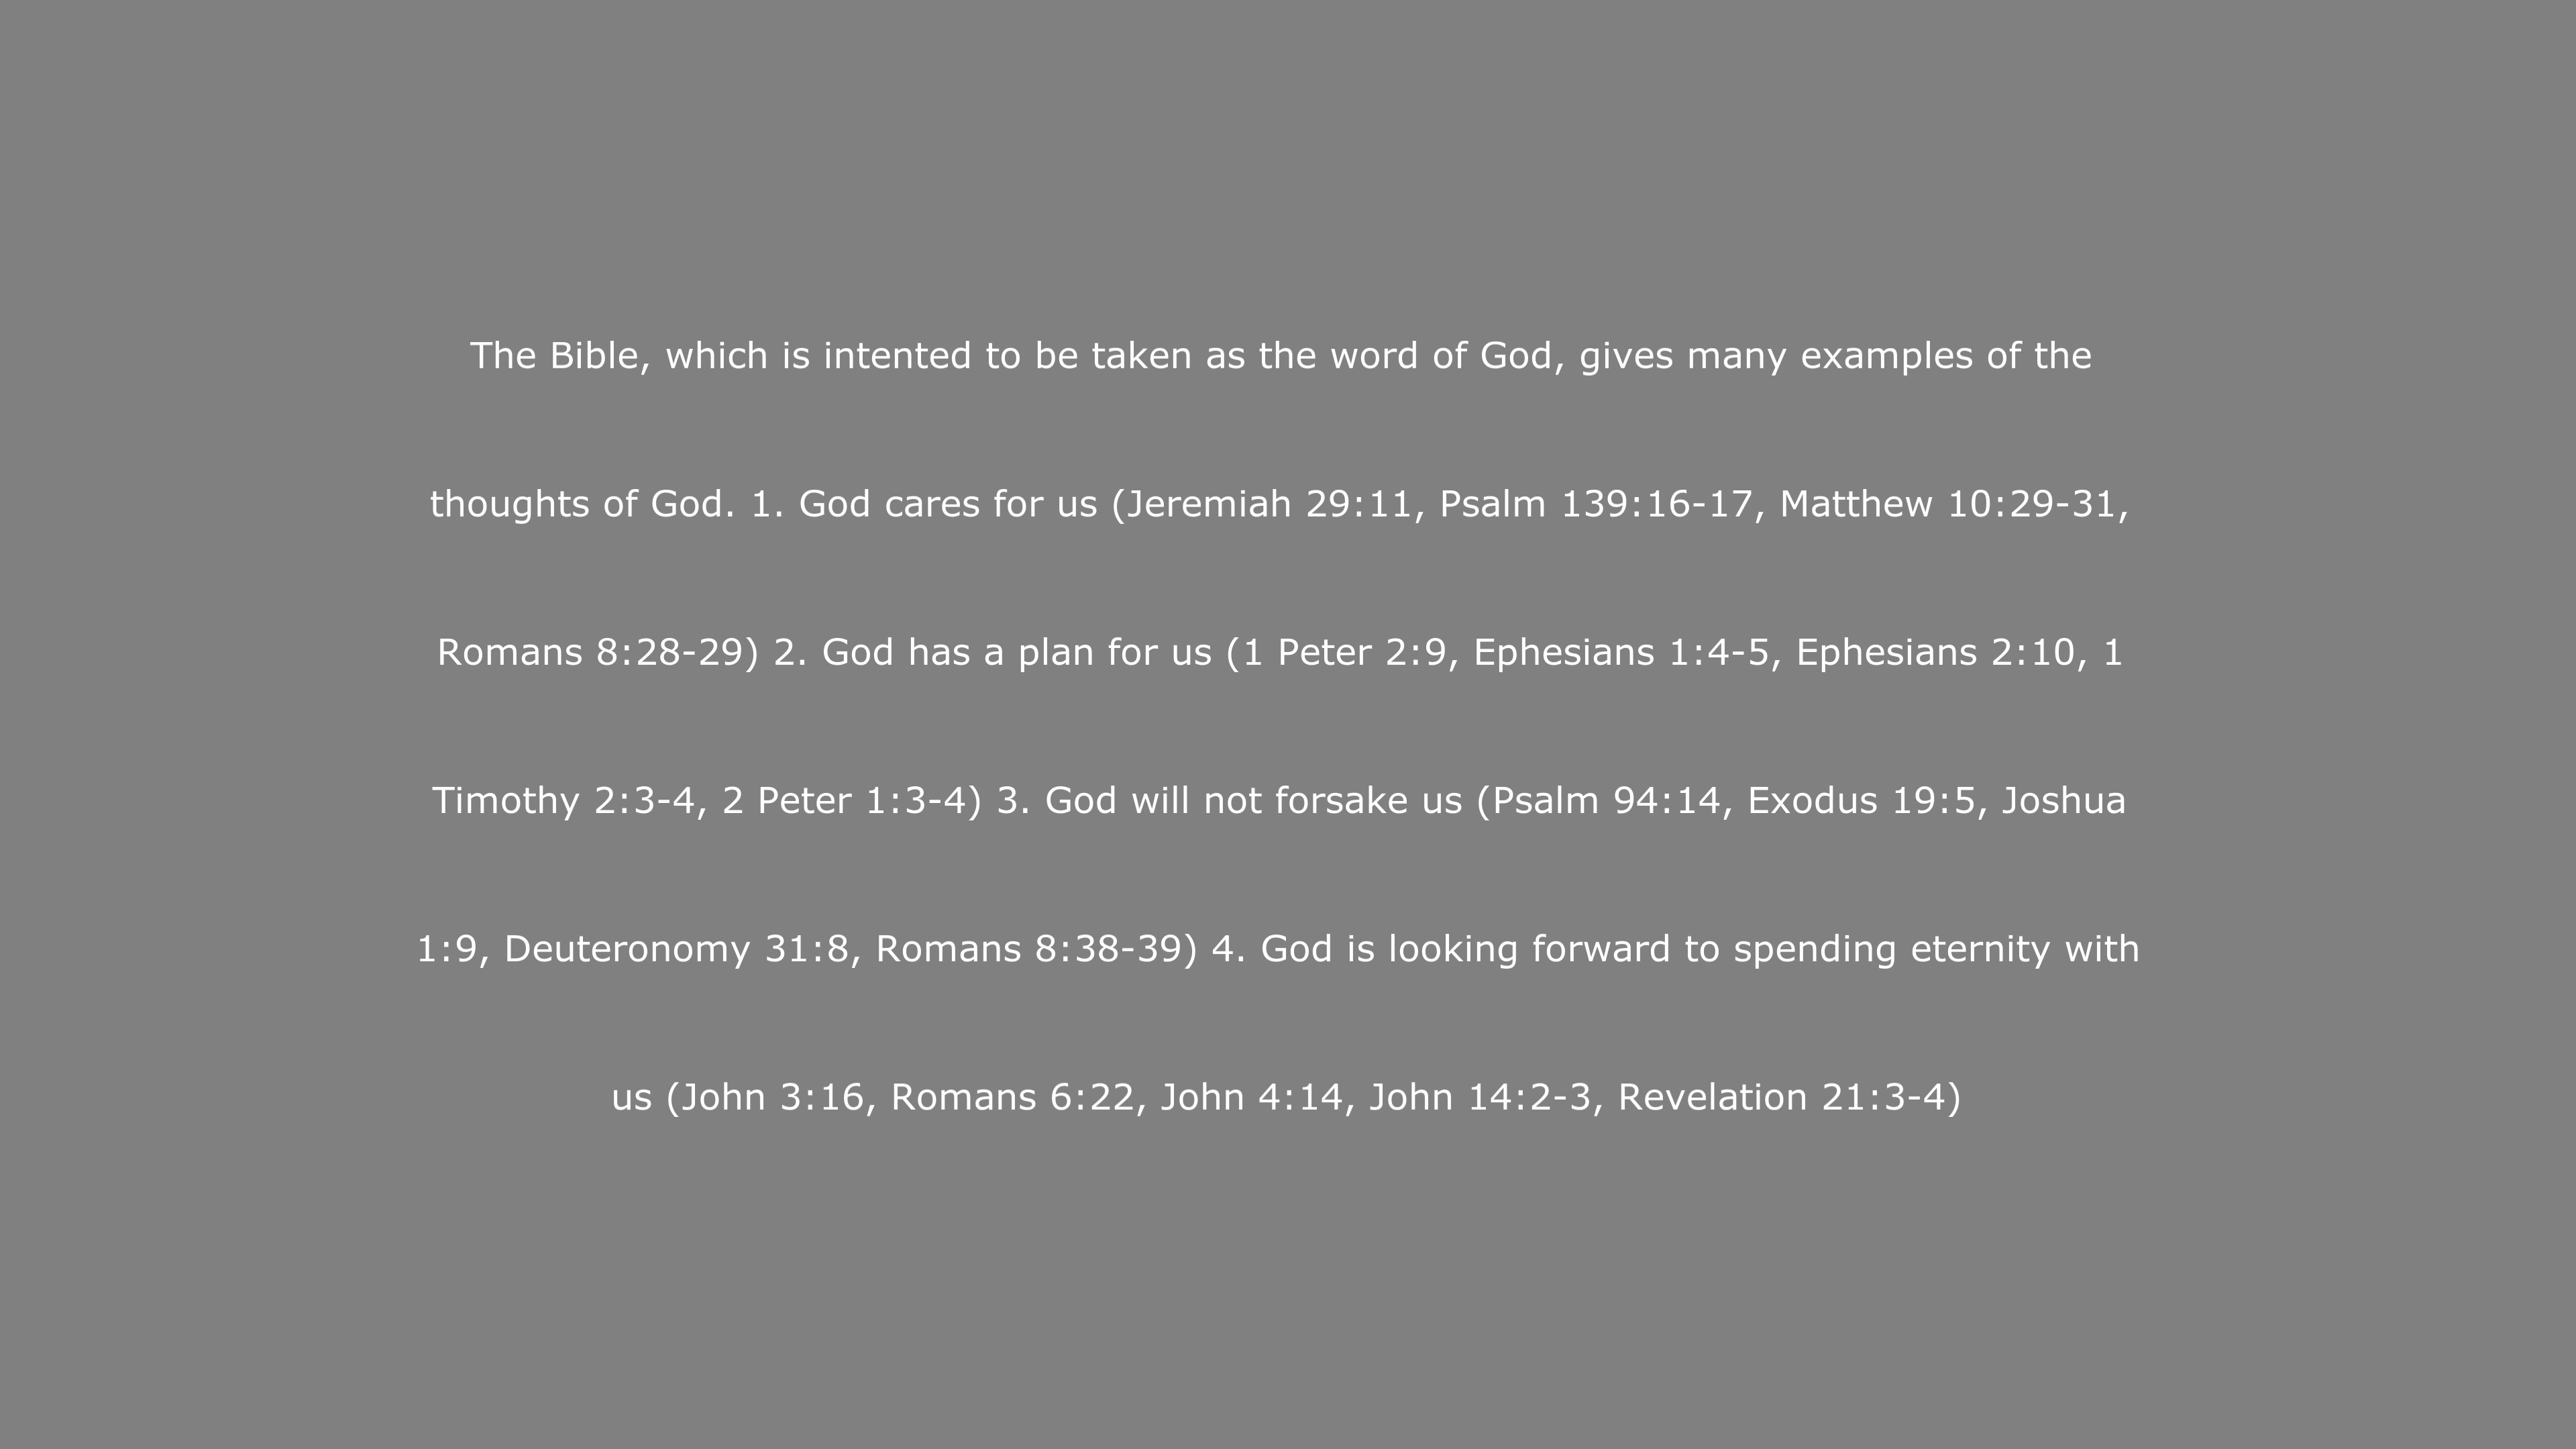 The Bible, which is intented to be taken as the word of God, gives many examples of the
thoughts of God. 1. God cares for us (Jeremiah 29:11, Psalm 139:16-17, Matthew 10:29-31,
Romans 8:28-29) 2. God has a plan for us (1 Peter 2:9, Ephesians 1:4-5, Ephesians 2:10, 1
Timothy 2:3-4, 2 Peter 1:3-4) 3. God will not forsake us (Psalm 94:14, Exodus 19:5, Joshua
1:9, Deuteronomy 31:8, Romans 8:38-39) 4. God is looking forward to spending eternity with
us (John 3:16, Romans 6:22, John 4:14, John 14:2-3, Revelation 21:3-4)